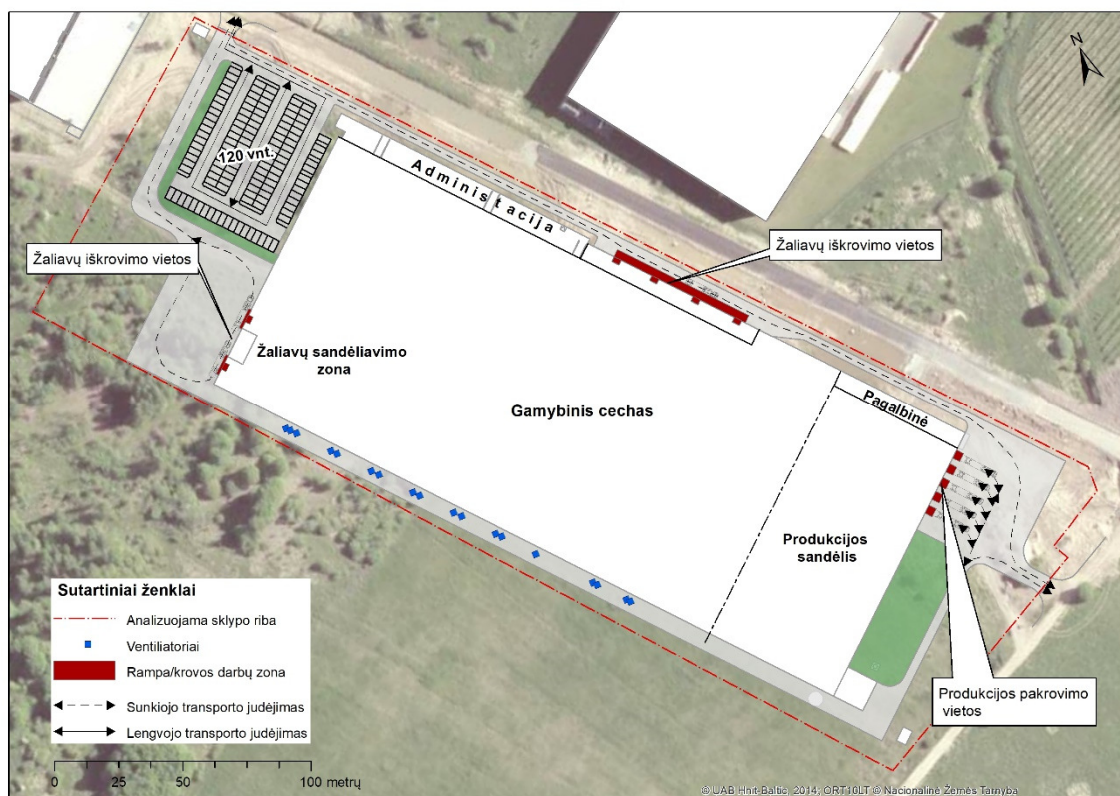 N
120 vnt.
Administacija
Žaliavų iškrovimo vietos
Žaliavų iškrovimo vietos
Žaliavų sandėliavimo
zona
Gamybinis cechas
Pagalbinė
Produkcijos
sandėlis
Produkcijos pakrovimo
vietos
Sutartiniai ženklai
Analizuojama sklypo riba
Ventiliatoriai
Rampa/krovos darbų zona
Sunkiojo transporto judėjimas
Lengvojo transporto judėjimas
0 25 50 100 metrų
© UAB Hnit-Baltic, 2014; ORT10LT © Nacionalinė Žemės Tarnyba